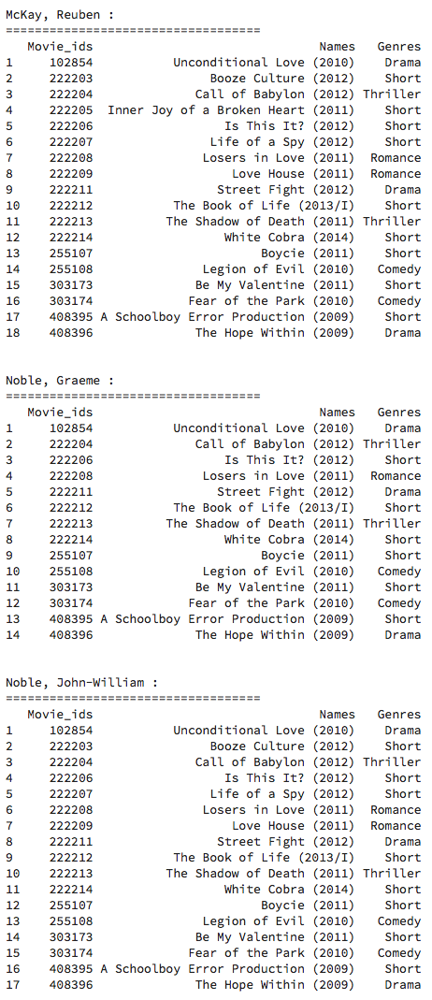 McKay, Reuben :
===================================
Movie_ids Names Genres
1 102854 Unconditional Love (2010) Drama
2 222203 Booze Culture (2012) Short
3 222204 Call of Babylon (2012) Thriller
4 222205 Inner Joy of a Broken Heart (2011) Short
5 222206 Is This It? (2012) Short
6 222207 Life of a Spy (2012) Short
7 222208 Losers in Love (2011) Romance
8 222209 Love House (2011) Romance
9 222211 Street Fight (2012) Drama
10 222212 The Book of Life (2013/I) Short
11 222213 The Shadow of Death (2011) Thriller
12 222214 White Cobra (2014) Short
13 255107 Boycie (2011) Short
14 255108 Legion of Evil (2010) Comedy
15 303173 Be My Valentine (2011) Short
16 303174 Fear of the Park (2010) Comedy
17 408395 A Schoolboy Error Production (2009) Short
18 408396 The Hope Within (2009) Drama
Noble, Graeme :
===================================
Movie_ids Names Genres
1 102854 Unconditional Love (2010) Drama
2 222204 Call of Babylon (2012) Thriller
3 222206 Is This It? (2012) Short
4 222208 Losers in Love (2011) Romance
5 222211 Street Fight (2012) Drama
6 222212 The Book of Life (2013/I) Short
7 222213 The Shadow of Death (2011) Thriller
8 222214 White Cobra (2014) Short
9 255107 Boycie (2011) Short
10 255108 Legion of Evil (2010) Comedy
11 303173 Be My Valentine (2011) Short
12 303174 Fear of the Park (2010) Comedy
13 408395 A Schoolboy Error Production (2009) Short
14 408396 The Hope Within (2009) Drama
Noble, John-William :
===================================
Movie_ids Names Genres
1 102854 Unconditional Love (2010) Drama
2 222203 Booze Culture (2012) Short
3 222204 Call of Babylon (2012) Thriller
4 222206 Is This It? (2012) Short
5 222207 Life of a Spy (2012) Short
6 222208 Losers in Love (2011) Romance
7 222209 Love House (2011) Romance
8 222211 Street Fight (2012) Drama
9 222212 The Book of Life (2013/I) Short
10 222213 The Shadow of Death (2011) Thriller
11 222214 White Cobra (2014) Short
12 255107 Boycie (2011) Short
13 255108 Legion of Evil (2010) Comedy
14 303173 Be My Valentine (2011) Short
15 303174 Fear of the Park (2010) Comedy
16 408395 A Schoolboy Error Production (2009) Short
17 408396 The Hope Within (2009) Drama